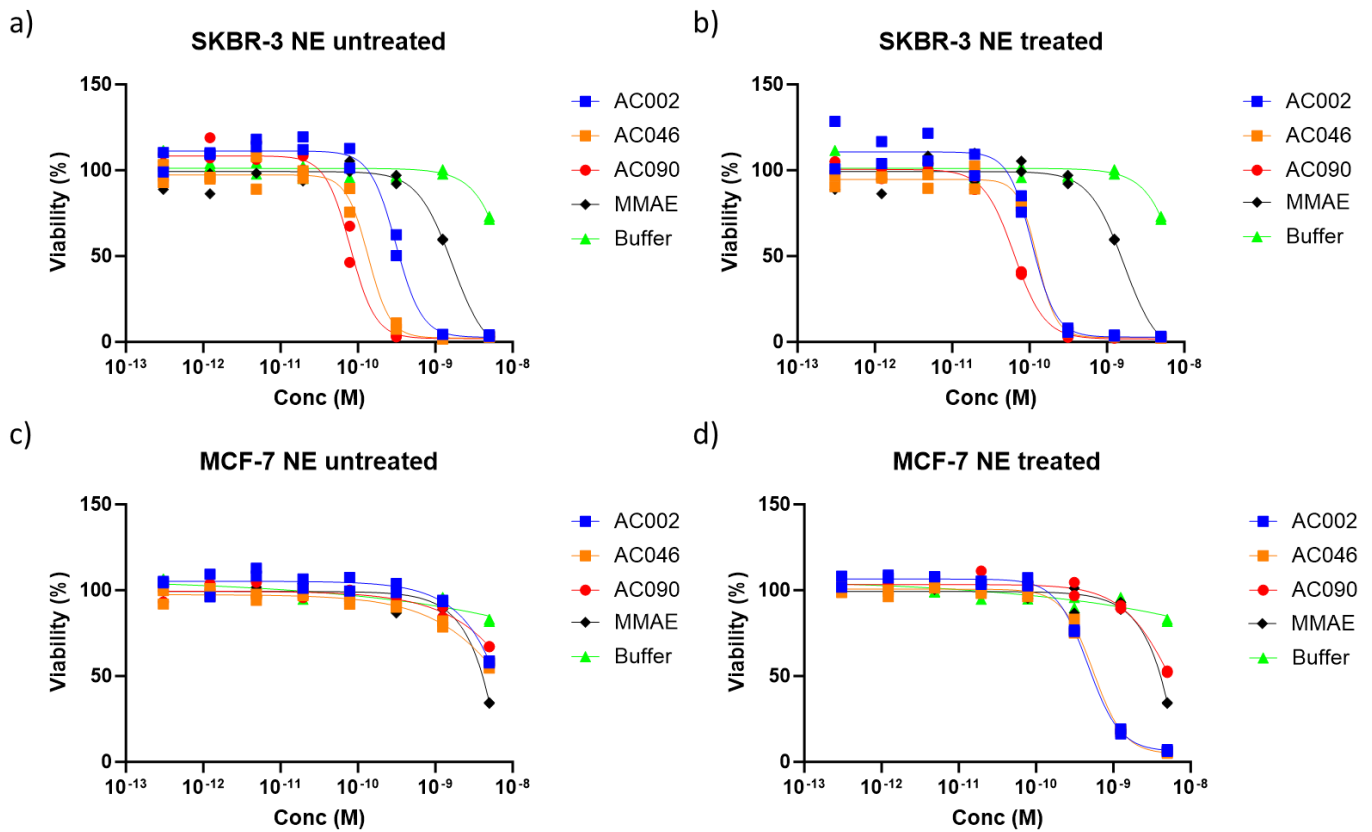 a)
SKBR-3 NE untreated
150
100
50
0
Viability (%)
10-13
10-12
10-11
10-10
10-9
10-8
Conc (M)
AC002
AC046
AC090
MMAE
Buffer
b)
SKBR-3 NE treated
150
100
50
0
Viability (%)
10-13
10-12
10-11
10-10
10-9
10-8
Conc (M)
AC002
AC046
AC090
MMAE
Buffer
c)
MCF-7 NE untreated
150
100
50
0
Viability (%)
10-13
10-12
10-11
10-10
10-9
10-8
Conc (M)
AC002
AC046
AC090
MMAE
Buffer
d)
MCF-7 NE treated
150
100
50
0
Viability (%)
10-13
10-12
10-11
10-10
10-9
10-8
Conc (M)
AC002
AC046
AC090
MMAE
Buffer